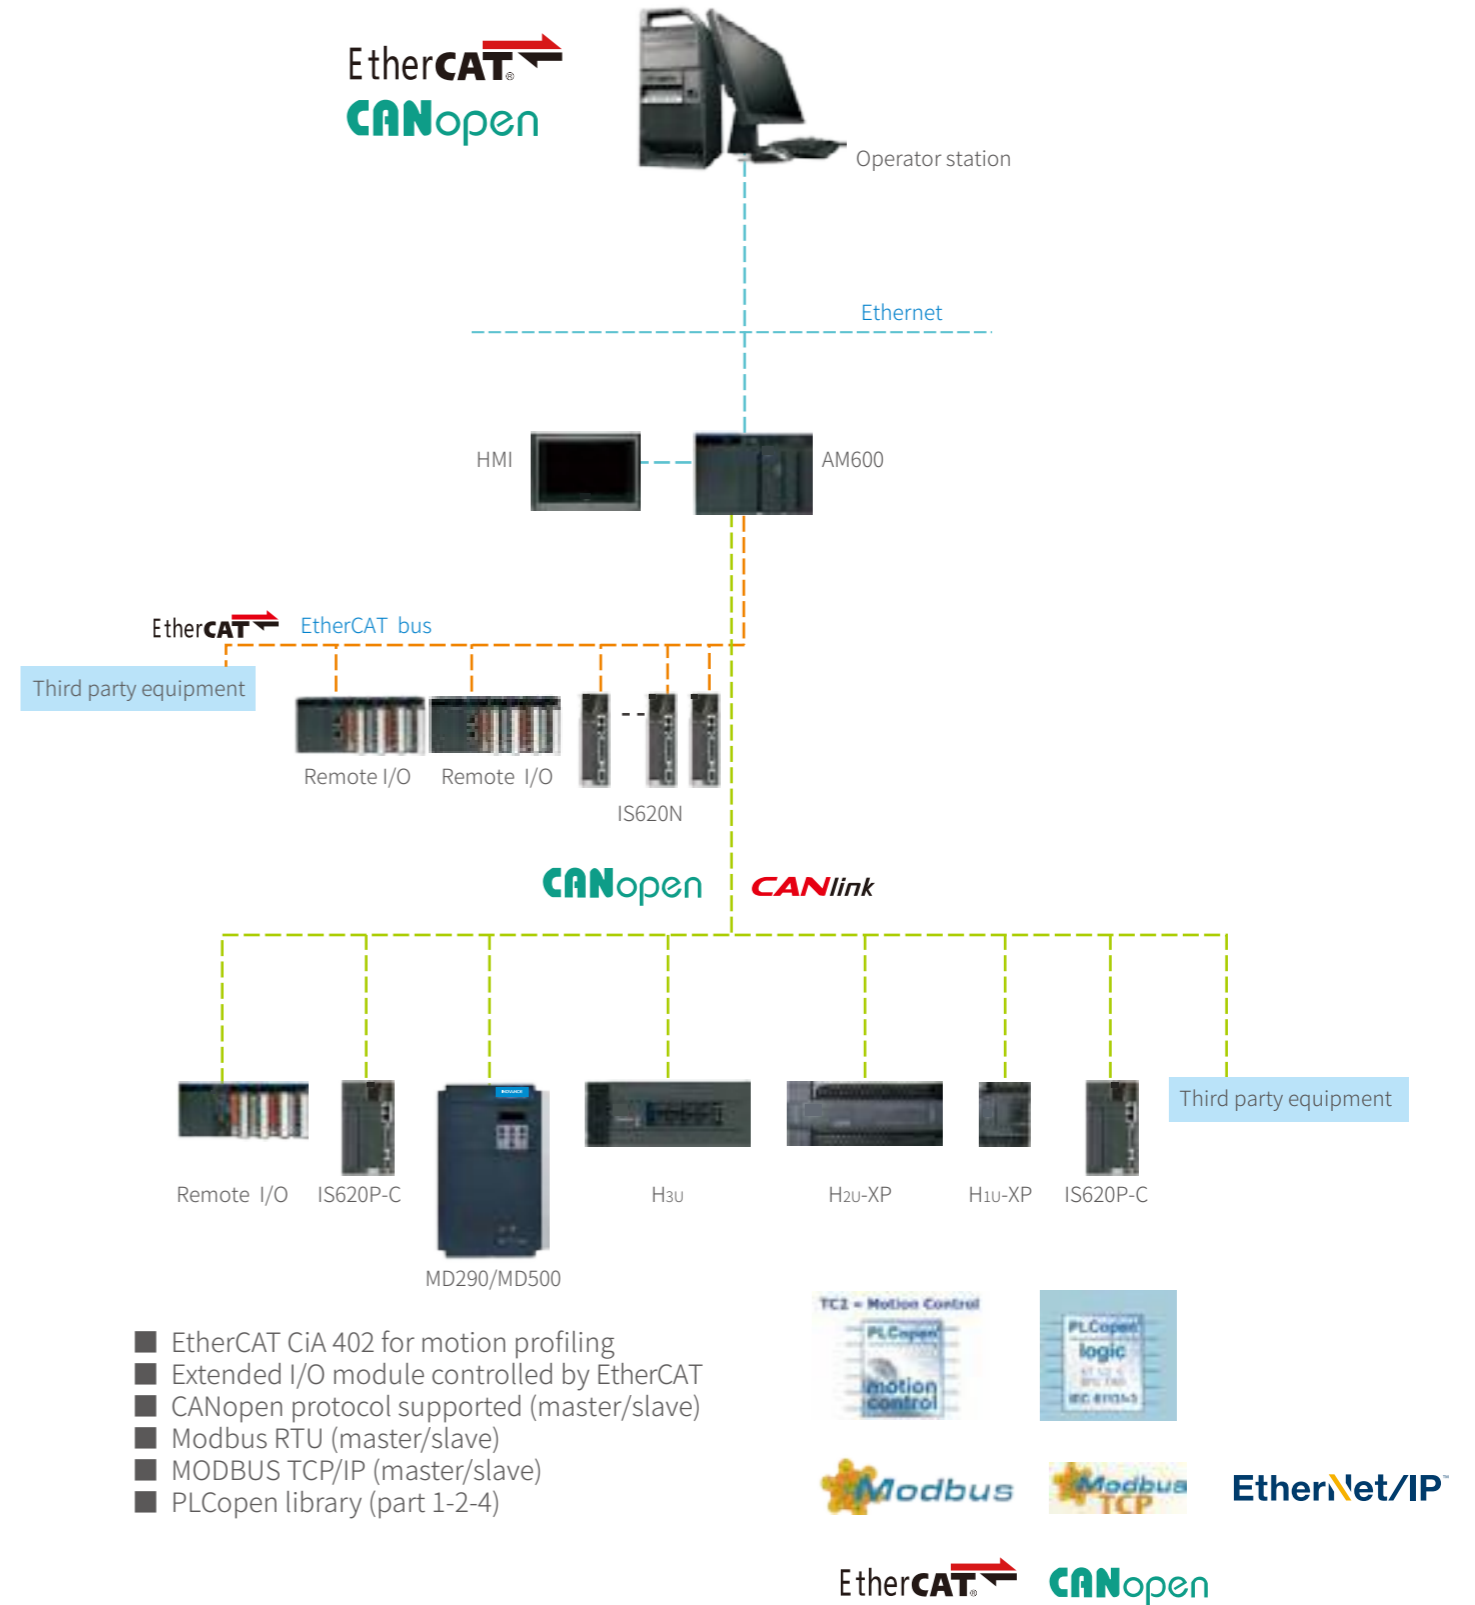 EtherCAT®
CANopen
Operator station
Ethernet
HMI
AM600
EtherCAT
EtherCAT bus
Third party equipment
Remote I/O
Remote I/O
IS620N
CANopen
CANlink
Third party equipment
Remote I/O
IS620P-C
H3U
H2U-XP
H1U-XP
IS620P-C
MD290/MD500
TC2 - Motion Control
PLCopen
motion
control
PLCopen
logic
IEC 61131-3
■ EtherCAT CiA 402 for motion profiling
■ Extended I/O module controlled by EtherCAT
■ CANopen protocol supported (master/slave)
■ Modbus RTU (master/slave)
■ MODBUS TCP/IP (master/slave)
■ PLCopen library (part 1-2-4)
Modbus
Modbus
TCP
EtherNet/IP™
EtherCAT®
CANopen